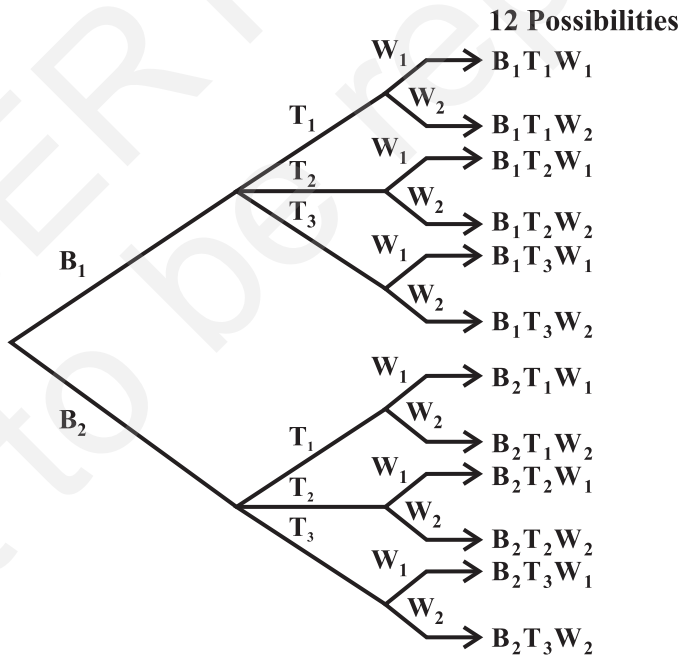 12 Possibilities
W₁
B₁T₁W₁
T₁
W₂
B₁T₁W₂
W₁
B₁T₂W₁
T₂
W₂
B₁T₂W₂
T₃
W₁
B₁T₃W₁
B₁
W₂
B₁T₃W₂
W₁
B₂T₁W₁
B₂
T₁
W₂
B₂T₁W₂
W₁
B₂T₂W₁
T₂
W₂
B₂T₂W₂
T₃
W₁
B₂T₃W₁
W₂
B₂T₃W₂